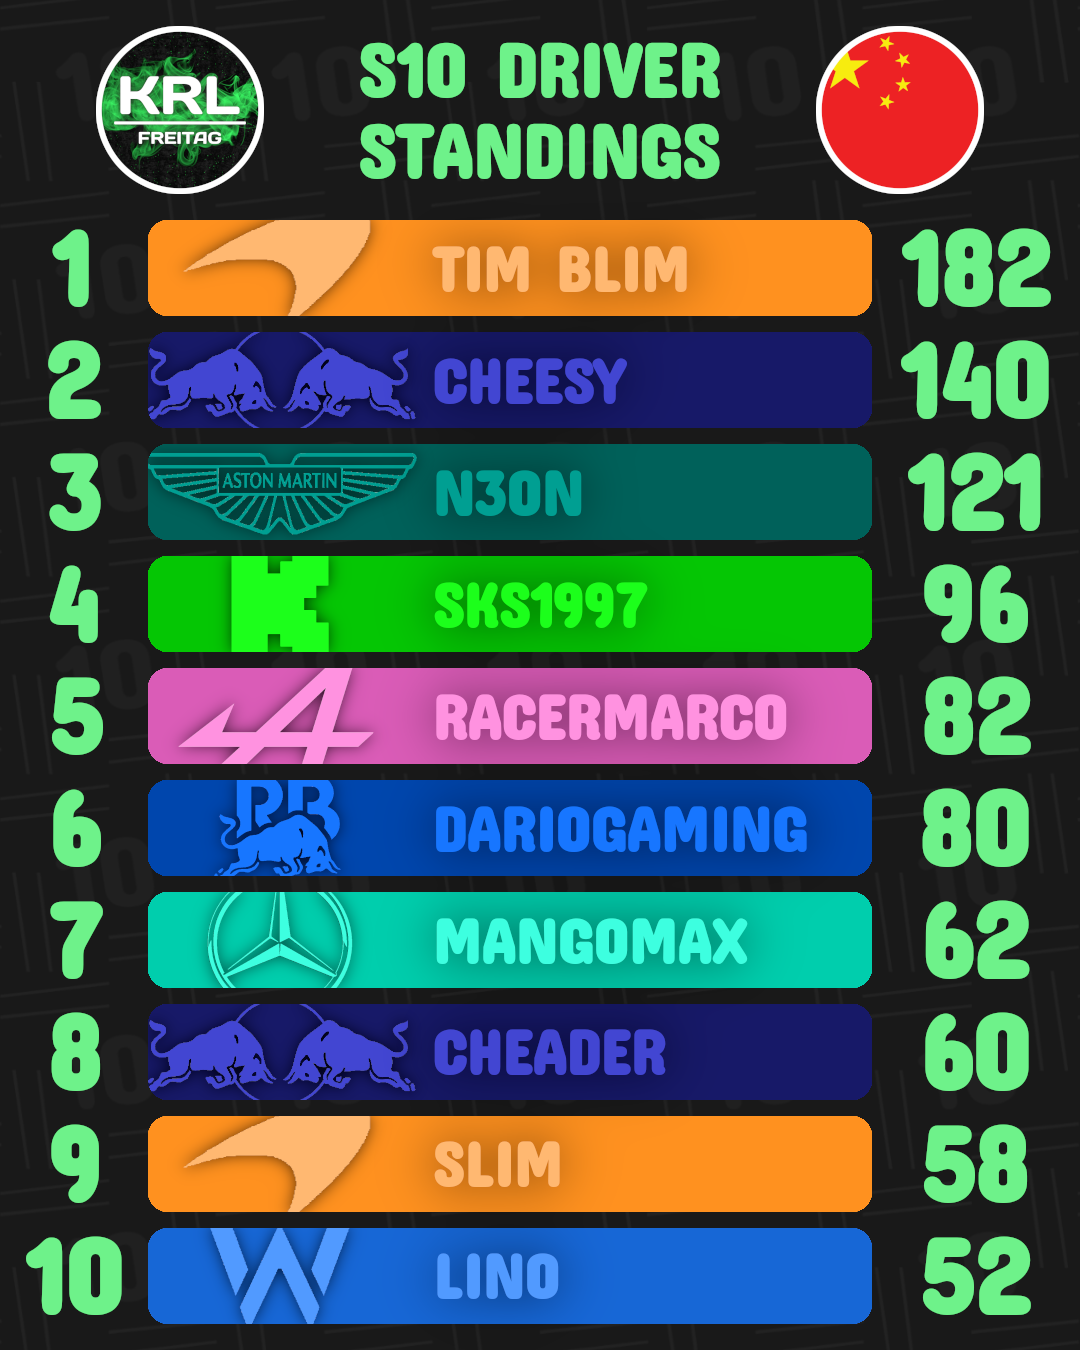 KRL
FREITAG
S10 DRIVER
STANDINGS
1 TIM BLIM 182
2 CHEESY 140
3 ASTON MARTIN N3ON 121
4 K SKS1997 96
5 RACERMARCO 82
6 RB DARIOGAMING 80
7 MANGOMAX 62
8 CHEADER 60
9 SLIM 58
10 LINO 52